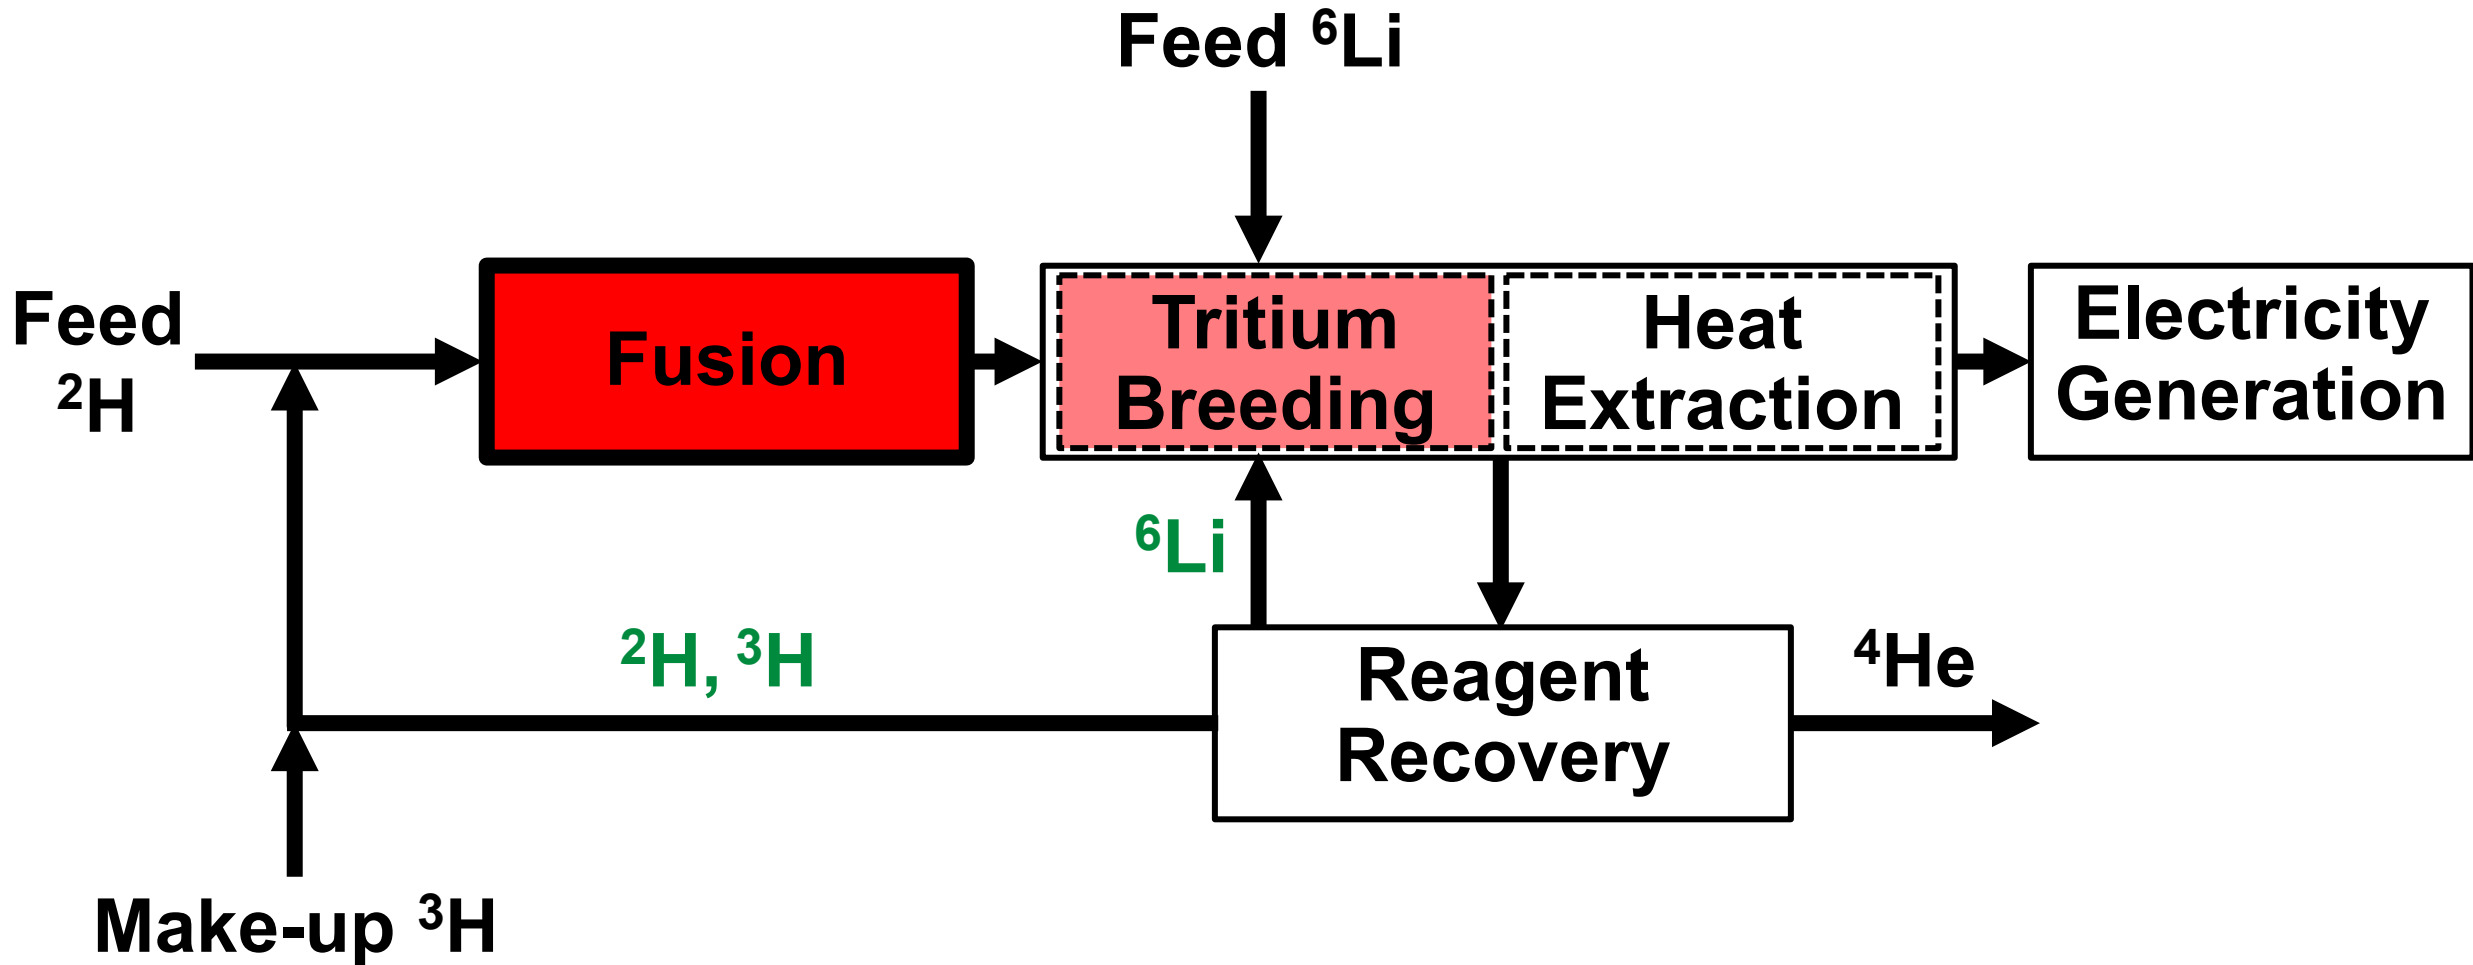 Feed ⁶Li
Feed
²H
Fusion
Tritium
Breeding
Heat
Extraction
Electricity
Generation
⁶Li
²H, ³H
Reagent
Recovery
⁴He
Make-up ³H